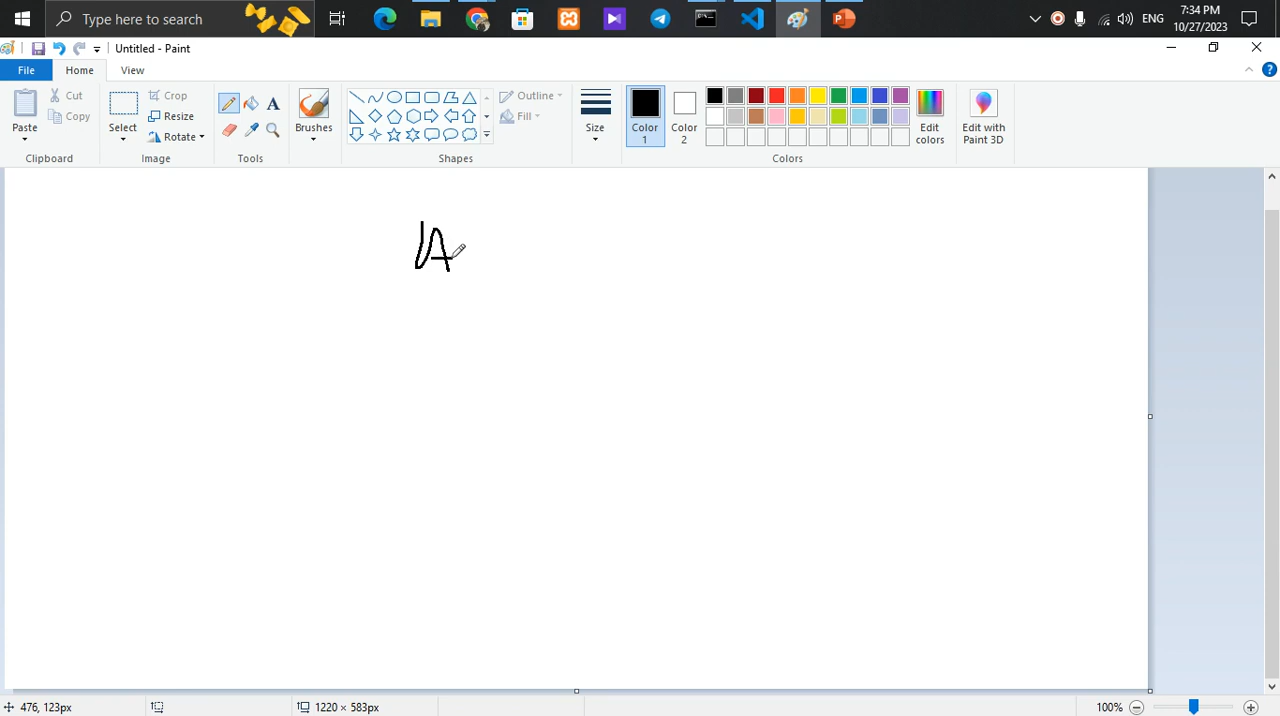 Type here to search
ENG
7:34 PM
10/27/2023
Untitled - Paint
File
Home
View
Paste
Cut
Copy
Clipboard
Select
Crop
Resize
Rotate
Image
A
Tools
Brushes
Outline
Fill
Shapes
Size
Color 1
Color 2
Edit colors
Colors
Edit with Paint 3D
476, 123px
1220 × 583px
100%